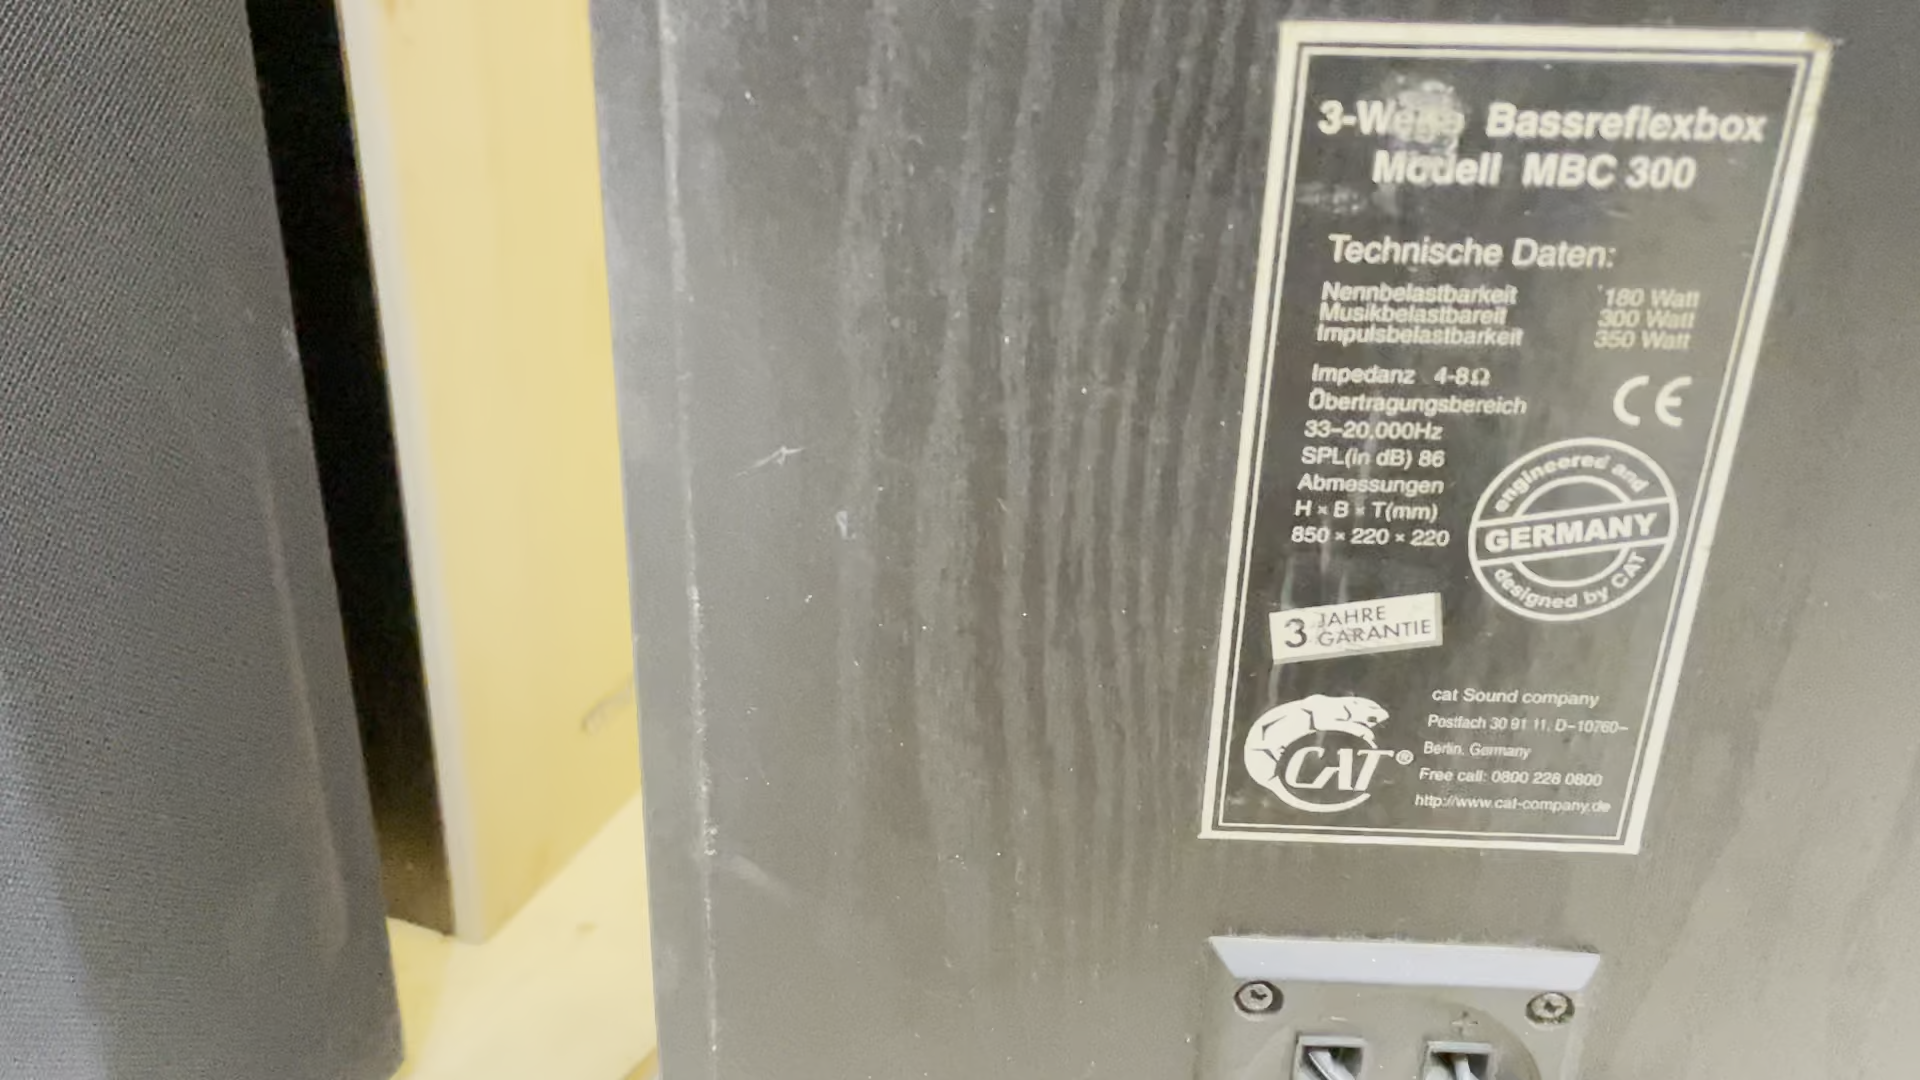 3-Wege Bassreflexbox
Modell MBC 300
Technische Daten:
Nennbelastbarkeit 180 Watt
Musikbelastbareit 300 Watt
Impulsbelastbarkeit 350 Watt
Impedanz 4-8Ω
Übertragungsbereich
33–20.000Hz
SPL(in dB) 86
Abmessungen
H × B × T(mm)
850 × 220 × 220
CE
engineered and
GERMANY
designed by CAT
3 JAHRE
GARANTIE
CAT®
cat Sound company
Postfach 30 91 11, D–10760–
Berlin, Germany
Free call: 0800 228 0800
http://www.cat-company.de
+